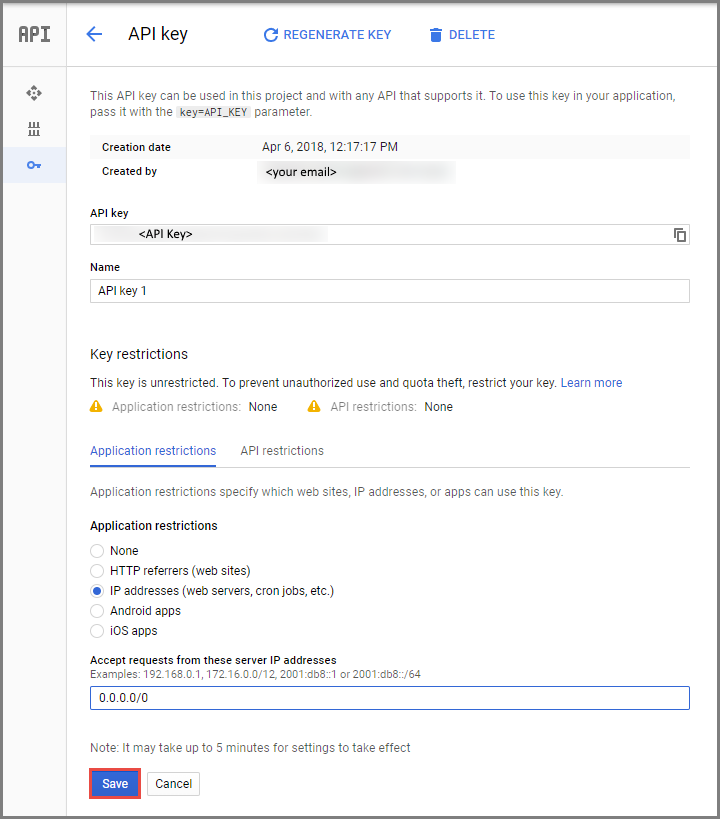 API
API key
REGENERATE KEY
DELETE
This API key can be used in this project and with any API that supports it. To use this key in your application,
pass it with the key=API_KEY parameter.
Creation date Apr 6, 2018, 12:17:17 PM
Created by <your email>
API key
<API Key>
Name
API key 1
Key restrictions
This key is unrestricted. To prevent unauthorized use and quota theft, restrict your key. Learn more
Application restrictions: None API restrictions: None
Application restrictions API restrictions
Application restrictions specify which web sites, IP addresses, or apps can use this key.
Application restrictions
None
HTTP referrers (web sites)
IP addresses (web servers, cron jobs, etc.)
Android apps
iOS apps
Accept requests from these server IP addresses
Examples: 192.168.0.1, 172.16.0.0/12, 2001:db8::1 or 2001:db8::/64
0.0.0.0/0
Note: It may take up to 5 minutes for settings to take effect
Save Cancel